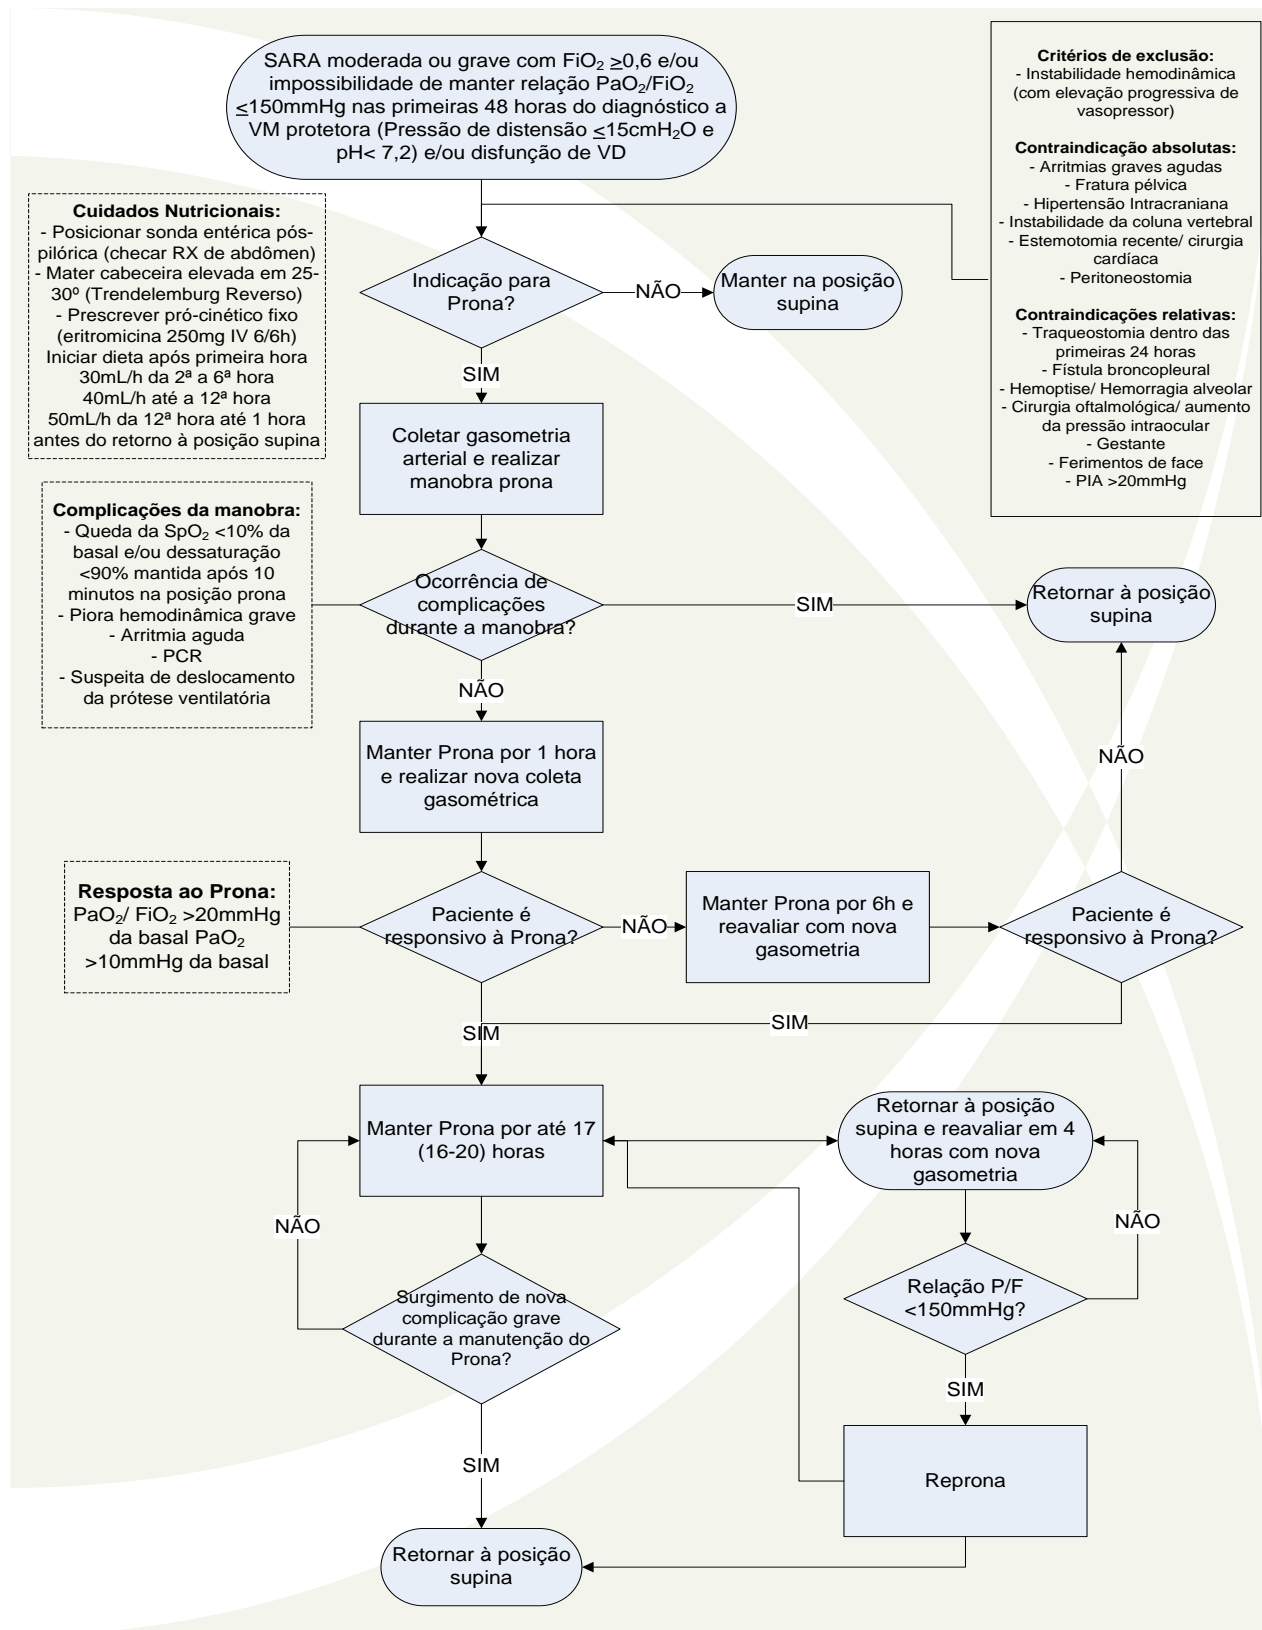 SARA moderada ou grave com FiO₂ ≥0,6 e/ou
impossibilidade de manter relação PaO₂/FiO₂
≤150mmHg nas primeiras 48 horas do diagnóstico a
VM protetora (Pressão de distensão ≤15cmH₂O e
pH< 7,2) e/ou disfunção de VD
Critérios de exclusão:
- Instabilidade hemodinâmica
(com elevação progressiva de
vasopressor)
Contraindicação absolutas:
- Arritmias graves agudas
- Fratura pélvica
- Hipertensão Intracraniana
- Instabilidade da coluna vertebral
- Estemotomia recente/ cirurgia
cardíaca
- Peritoneostomia
Contraindicações relativas:
- Traqueostomia dentro das
primeiras 24 horas
- Fístula broncopleural
- Hemoptise/ Hemorragia alveolar
- Cirurgia oftalmológica/ aumento
da pressão intraocular
- Gestante
- Ferimentos de face
- PIA >20mmHg
Cuidados Nutricionais:
- Posicionar sonda entérica pós-
pilórica (checar RX de abdômen)
- Mater cabeceira elevada em 25-
30º (Trendelemburg Reverso)
- Prescrever pró-cinético fixo
(eritromicina 250mg IV 6/6h)
Iniciar dieta após primeira hora
30mL/h da 2ª a 6ª hora
40mL/h até a 12ª hora
50mL/h da 12ª hora até 1 hora
antes do retorno à posição supina
Indicação para
Prona?
NÃO
Manter na posição
supina
SIM
Coletar gasometria
arterial e realizar
manobra prona
Complicações da manobra:
- Queda da SpO₂ <10% da
basal e/ou dessaturação
<90% mantida após 10
minutos na posição prona
- Piora hemodinâmica grave
- Arritmia aguda
- PCR
- Suspeita de deslocamento
da prótese ventilatória
Ocorrência de
complicações
durante a manobra?
SIM
Retornar à posição
supina
NÃO
Manter Prona por 1 hora
e realizar nova coleta
gasométrica
NÃO
Resposta ao Prona:
PaO₂/ FiO₂ >20mmHg
da basal PaO₂
>10mmHg da basal
Paciente é
responsivo à Prona?
NÃO
Manter Prona por 6h e
reavaliar com nova
gasometria
Paciente é
responsivo à Prona?
SIM
SIM
Manter Prona por até 17
(16-20) horas
Retornar à posição
supina e reavaliar em 4
horas com nova
gasometria
NÃO
NÃO
Surgimento de nova
complicação grave
durante a manutenção do
Prona?
Relação P/F
<150mmHg?
SIM
SIM
Reprona
Retornar à posição
supina